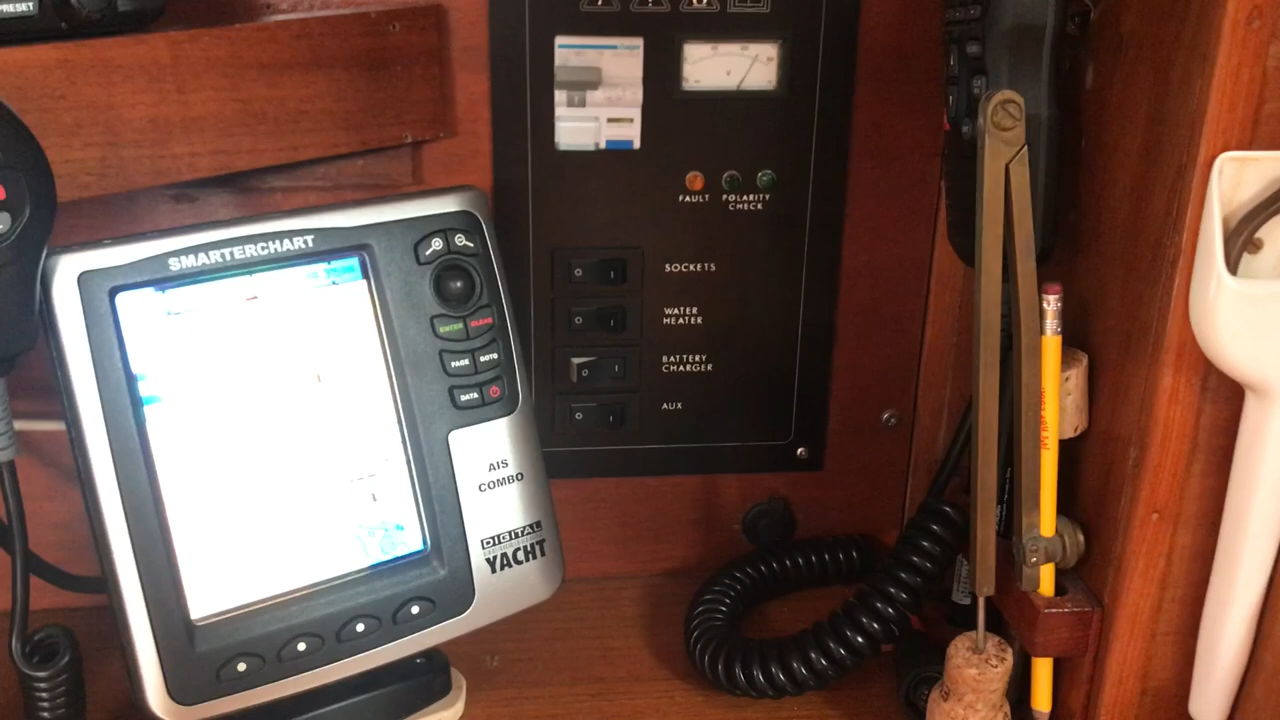 PRESET
SMARTERCHART
ENTER
CLEAR
PAGE
GOTO
DATA
AIS
COMBO
DIGITAL
YACHT
FAULT
POLARITY
CHECK
SOCKETS
WATER
HEATER
BATTERY
CHARGER
AUX